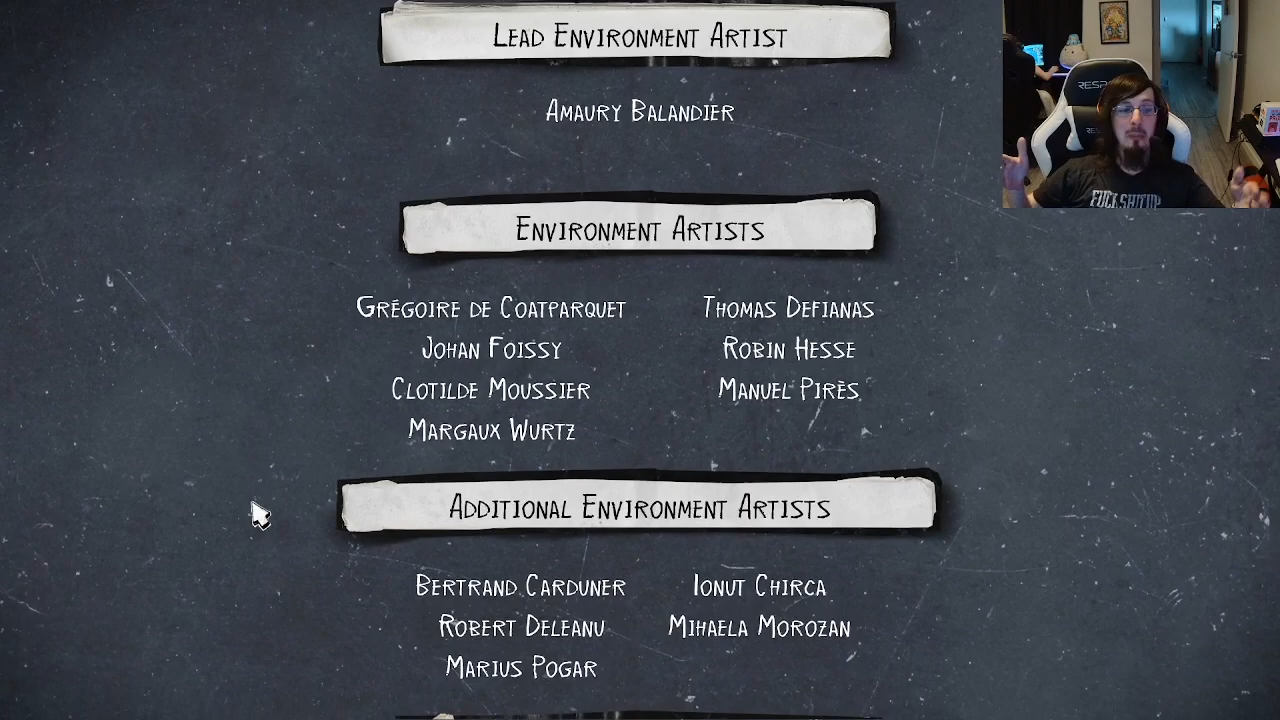 Lead Environment Artist
Amaury Balandier
Environment Artists
Grégoire de Coatparquet Thomas Defianas
Johan Foissy Robin Hesse
Clotilde Moussier Manuel Pirès
Margaux Wurtz
Additional Environment Artists
Bertrand Carduner Ionut Chirca
Robert Deleanu Mihaela Morozan
Marius Pogar